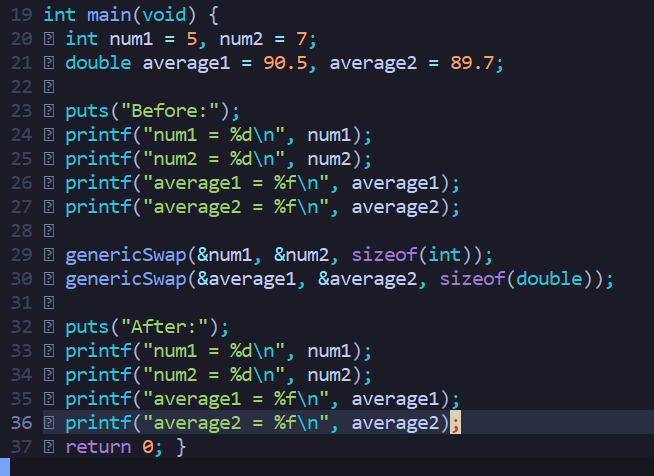 19 int main(void) {
20 ⍰ int num1 = 5, num2 = 7;
21 ⍰ double average1 = 90.5, average2 = 89.7;
22 ⍰
23 ⍰ puts("Before:");
24 ⍰ printf("num1 = %d\n", num1);
25 ⍰ printf("num2 = %d\n", num2);
26 ⍰ printf("average1 = %f\n", average1);
27 ⍰ printf("average2 = %f\n", average2);
28 ⍰
29 ⍰ genericSwap(&num1, &num2, sizeof(int));
30 ⍰ genericSwap(&average1, &average2, sizeof(double));
31 ⍰
32 ⍰ puts("After:");
33 ⍰ printf("num1 = %d\n", num1);
34 ⍰ printf("num2 = %d\n", num2);
35 ⍰ printf("average1 = %f\n", average1);
36 ⍰ printf("average2 = %f\n", average2);
37 ⍰ return 0; }